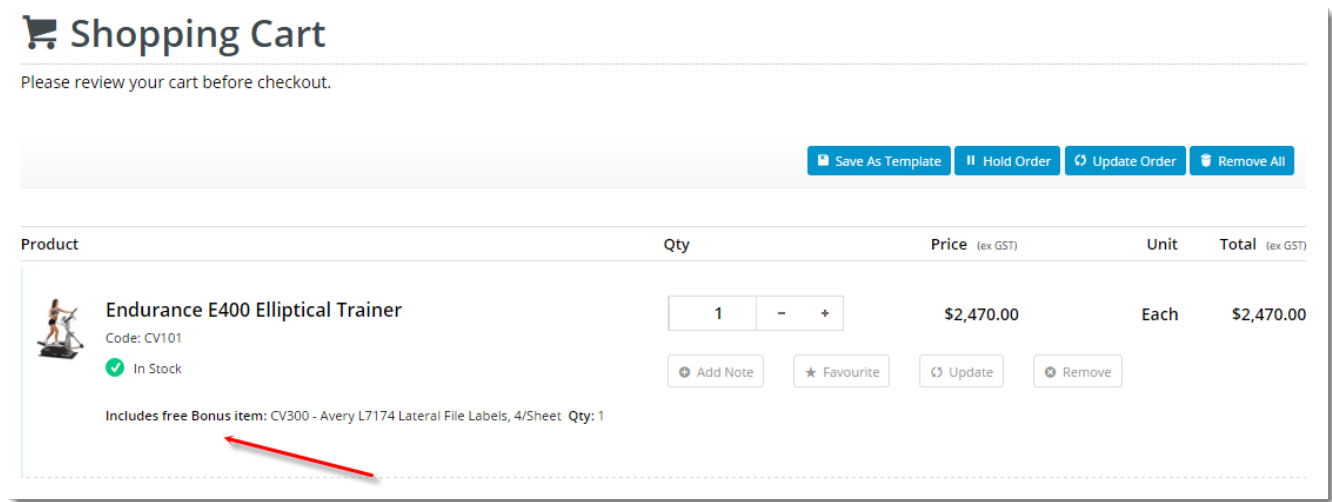 Shopping Cart
Please review your cart before checkout.
Save As Template Hold Order Update Order Remove All
Product Qty Price (ex GST) Unit Total (ex GST)
Endurance E400 Elliptical Trainer 1 - + $2,470.00 Each $2,470.00
Code: CV101
In Stock Add Note Favourite Update Remove
Includes free Bonus item: CV300 - Avery L7174 Lateral File Labels, 4/Sheet Qty: 1